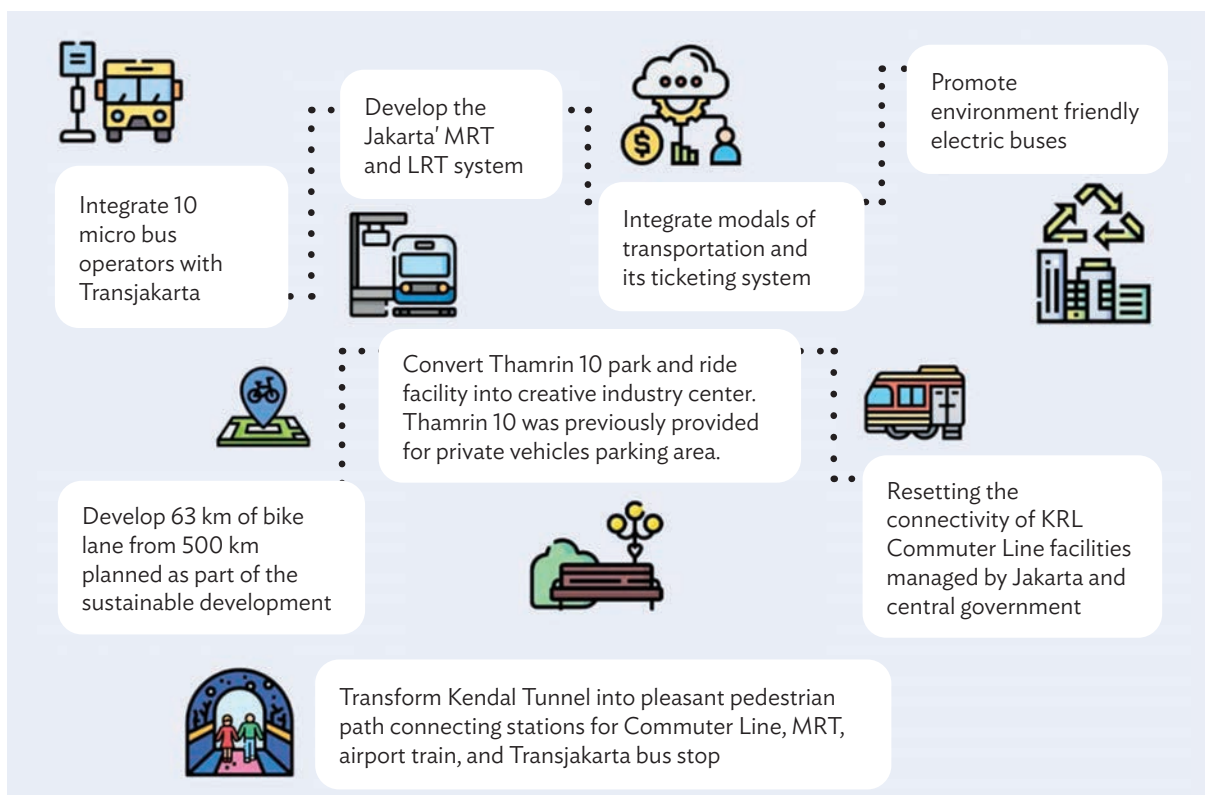 Integrate 10
micro bus
operators with
Transjakarta
Develop the
Jakarta' MRT
and LRT system
Integrate modals of
transportation and
its ticketing system
Promote
environment friendly
electric buses
Develop 63 km of bike
lane from 500 km
planned as part of the
sustainable development
Convert Thamrin 10 park and ride
facility into creative industry center.
Thamrin 10 was previously provided
for private vehicles parking area.
Resetting the
connectivity of KRL
Commuter Line facilities
managed by Jakarta and
central government
Transform Kendal Tunnel into pleasant pedestrian
path connecting stations for Commuter Line, MRT,
airport train, and Transjakarta bus stop